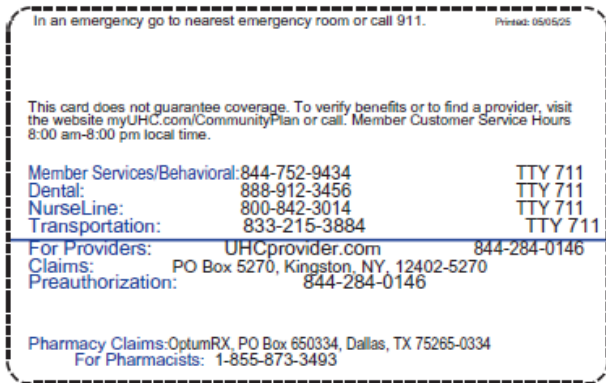 In an emergency go to nearest emergency room or call 911. Printed: 05/05/25
This card does not guarantee coverage. To verify benefits or to find a provider, visit
the website myUHC.com/CommunityPlan or call. Member Customer Service Hours
8:00 am-8:00 pm local time.
Member Services/Behavioral:844-752-9434 TTY 711
Dental: 888-912-3456 TTY 711
NurseLine: 800-842-3014 TTY 711
Transportation: 833-215-3884 TTY 711
For Providers: UHCprovider.com 844-284-0146
Claims: PO Box 5270, Kingston, NY, 12402-5270
Preauthorization: 844-284-0146
Pharmacy Claims:OptumRX, PO Box 650334, Dallas, TX 75265-0334
For Pharmacists: 1-855-873-3493